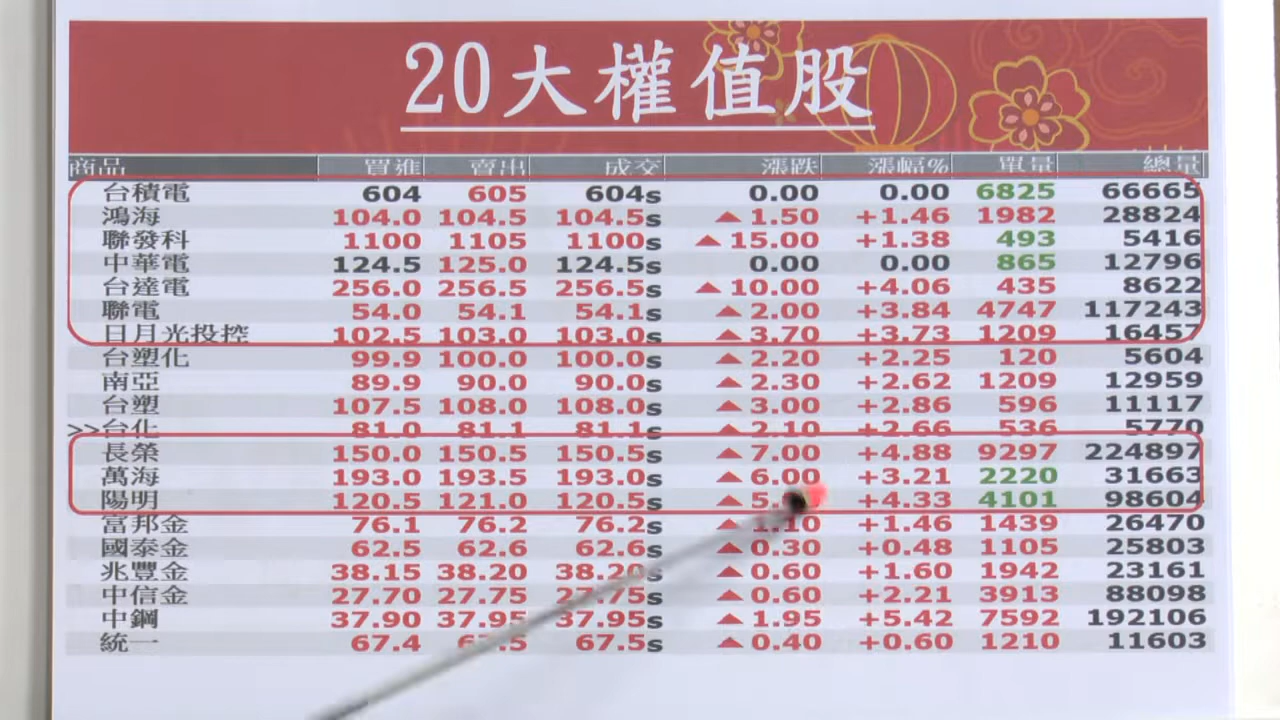 20大權值股
商品 買進 賣出 成交 漲跌 漲幅% 單量 總量
台積電 604 605 604s 0.00 0.00 6825 66665
鴻海 104.0 104.5 104.5s ▲1.50 +1.46 1982 28824
聯發科 1100 1105 1100s ▲15.00 +1.38 493 5416
中華電 124.5 125.0 124.5s 0.00 0.00 865 12796
台達電 256.0 256.5 256.5s ▲10.00 +4.06 435 8622
聯電 54.0 54.1 54.1s ▲2.00 +3.84 4747 117243
日月光投控 102.5 103.0 103.0s ▲3.70 +3.73 1209 16457
台塑化 99.9 100.0 100.0s ▲2.20 +2.25 120 5604
南亞 89.9 90.0 90.0s ▲2.30 +2.62 1209 12959
台塑 107.5 108.0 108.0s ▲3.00 +2.86 596 11117
>>台化 81.0 81.1 81.1s ▲2.10 +2.66 536 5770
長榮 150.0 150.5 150.5s ▲7.00 +4.88 9297 224897
萬海 193.0 193.5 193.0s ▲6.00 +3.21 2220 31663
陽明 120.5 121.0 120.5s ▲ +4.33 4101 98604
富邦金 76.1 76.2 76.2s ▲1.10 +1.46 1439 26470
國泰金 62.5 62.6 62.6s ▲0.30 +0.48 1105 25803
兆豐金 38.15 38.20 38.20s ▲0.60 +1.60 1942 23161
中信金 27.70 27.75 27.75s ▲0.60 +2.21 3913 88098
中鋼 37.90 37.95 37.95s ▲1.95 +5.42 7592 192106
統一 67.4 67.5s ▲0.40 +0.60 1210 11603